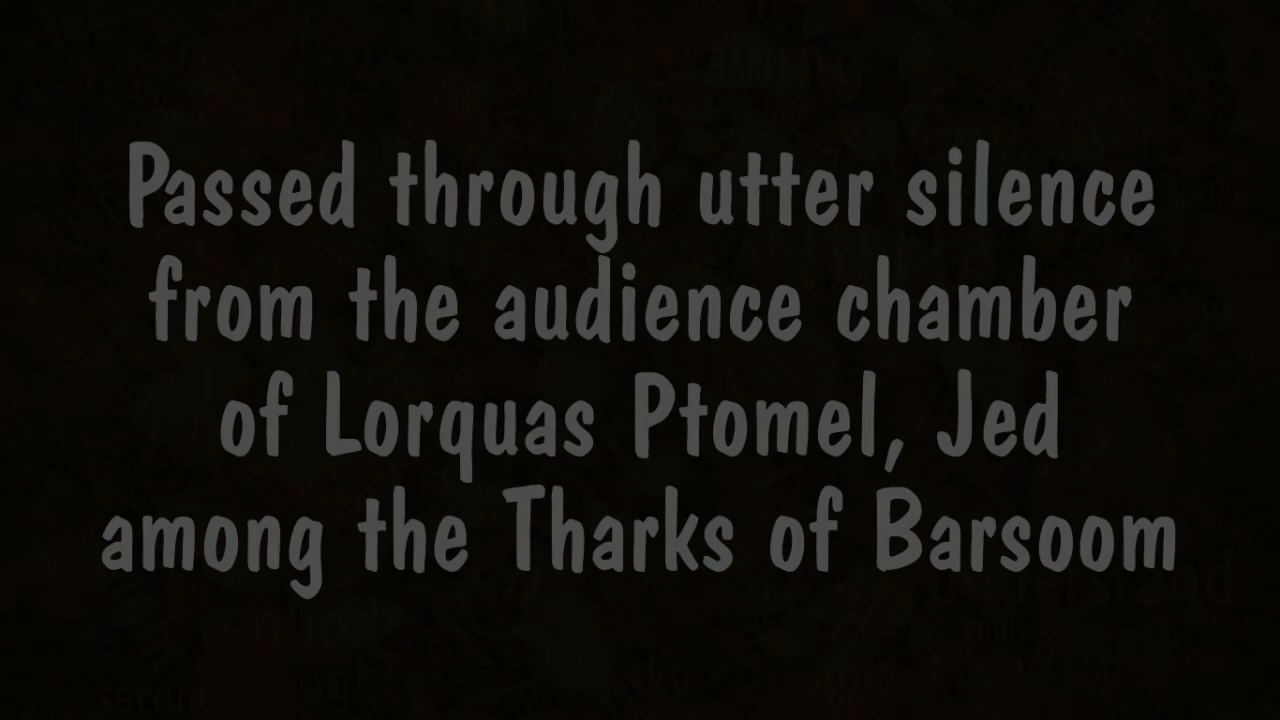 Passed through utter silence
from the audience chamber
of Lorquas Ptomel, Jed
among the Tharks of Barsoom